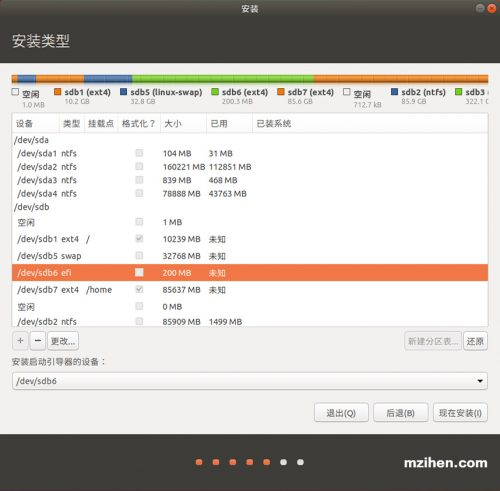 安装
安装类型
空闲 sdb1 (ext4) sdb5 (linux-swap) sdb6 (ext4) sdb7 (ext4) 空闲 sdb2 (ntfs) sdb3
1.0 MB 10.2 GB 32.8 GB 200.3 MB 85.6 GB 712.7 kB 85.9 GB 322.1
设备 类型 挂载点 格式化？ 大小 已用 已装系统
/dev/sda
/dev/sda1 ntfs 104 MB 31 MB
/dev/sda2 ntfs 160221 MB 112851 MB
/dev/sda3 ntfs 839 MB 468 MB
/dev/sda4 ntfs 78888 MB 43763 MB
/dev/sdb
空闲 1 MB
/dev/sdb1 ext4 / 10239 MB 未知
/dev/sdb5 swap 32768 MB 未知
/dev/sdb6 efi 200 MB 未知
/dev/sdb7 ext4 /home 85637 MB 未知
空闲 0 MB
/dev/sdb2 ntfs 85909 MB 1499 MB
+ − 更改... 新建分区表... 还原
安装启动引导器的设备：
/dev/sdb6
退出(Q) 后退(B) 现在安装(I)
mzihen.com